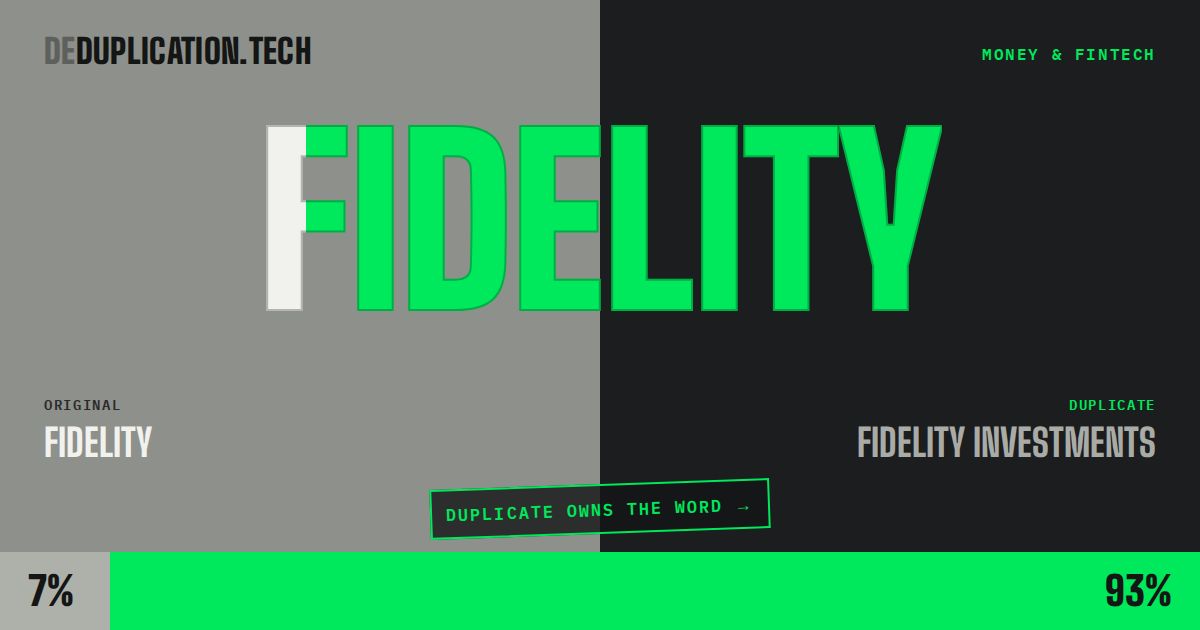 DEDUPLICATION.TECH
MONEY & FINTECH
FIDELITY
ORIGINAL
FIDELITY
DUPLICATE
FIDELITY INVESTMENTS
DUPLICATE OWNS THE WORD →
7%
93%